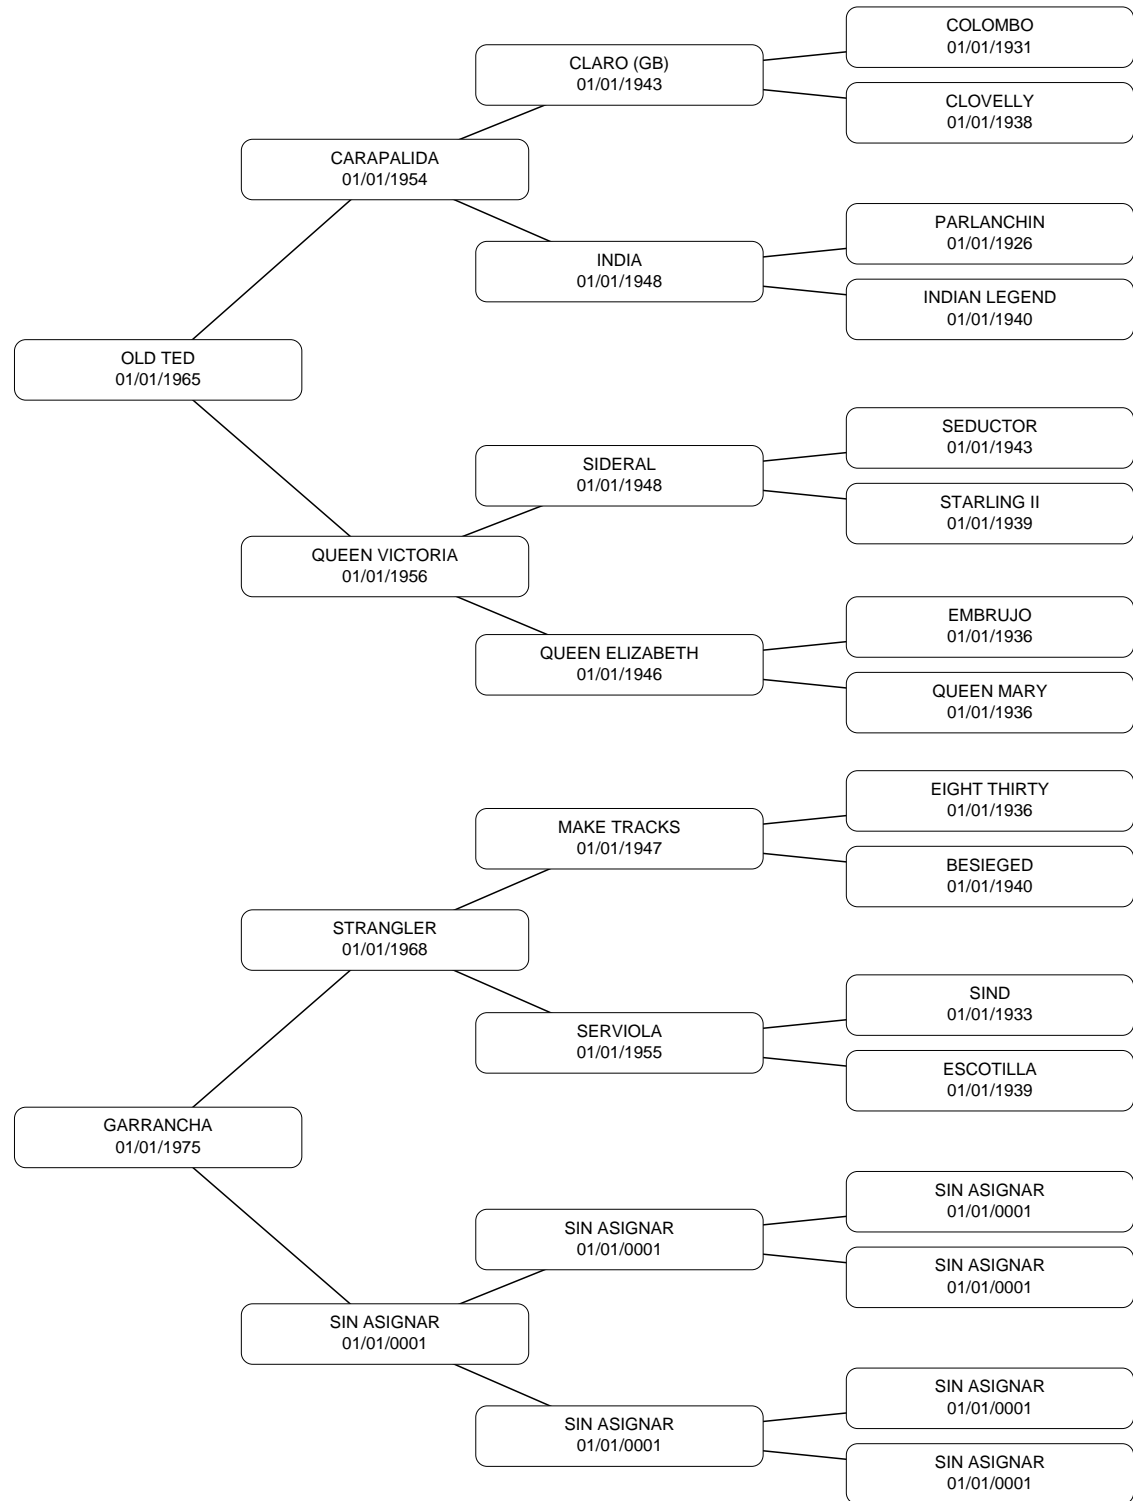 COLOMBO
01/01/1931
CLARO (GB)
01/01/1943
CLOVELLY
01/01/1938
CARAPALIDA
01/01/1954
PARLANCHIN
01/01/1926
INDIA
01/01/1948
INDIAN LEGEND
01/01/1940
OLD TED
01/01/1965
SEDUCTOR
01/01/1943
SIDERAL
01/01/1948
STARLING II
01/01/1939
QUEEN VICTORIA
01/01/1956
EMBRUJO
01/01/1936
QUEEN ELIZABETH
01/01/1946
QUEEN MARY
01/01/1936
EIGHT THIRTY
01/01/1936
MAKE TRACKS
01/01/1947
BESIEGED
01/01/1940
STRANGLER
01/01/1968
SIND
01/01/1933
SERVIOLA
01/01/1955
ESCOTILLA
01/01/1939
GARRANCHA
01/01/1975
SIN ASIGNAR
01/01/0001
SIN ASIGNAR
01/01/0001
SIN ASIGNAR
01/01/0001
SIN ASIGNAR
01/01/0001
SIN ASIGNAR
01/01/0001
SIN ASIGNAR
01/01/0001
SIN ASIGNAR
01/01/0001